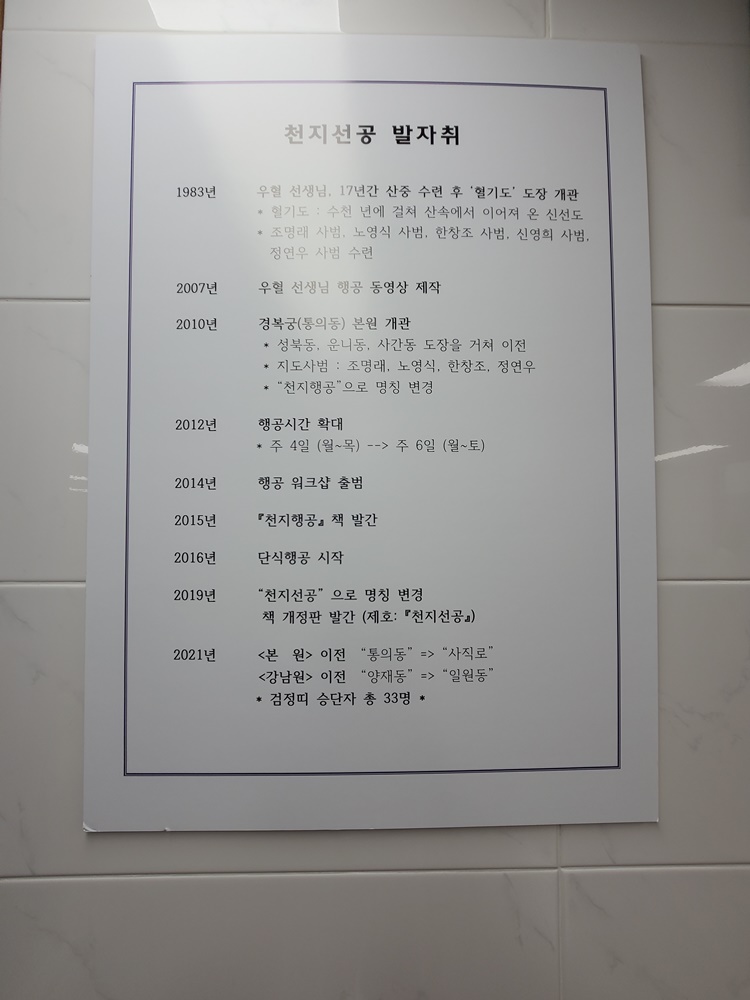 천지선공 발자취
1983년 우혈 선생님, 17년간 산중 수련 후 '혈기도' 도장 개관
* 혈기도 : 수천 년에 걸쳐 산속에서 이어져 온 신선도
* 조명래 사범, 노영식 사범, 한창조 사범, 신영희 사범,
정연우 사범 수련
2007년 우혈 선생님 행공 동영상 제작
2010년 경복궁(통의동) 본원 개관
* 성북동, 운니동, 사간동 도장을 거쳐 이전
* 지도사범 : 조명래, 노영식, 한창조, 정연우
* "천지행공"으로 명칭 변경
2012년 행공시간 확대
* 주 4일 (월~목) --> 주 6일 (월~토)
2014년 행공 워크샵 출범
2015년 『천지행공』 책 발간
2016년 단식행공 시작
2019년 "천지선공" 으로 명칭 변경
책 개정판 발간 (제호: 『천지선공』)
2021년 <본 원> 이전 "통의동" => "사직로"
<강남원> 이전 "양재동" => "일원동"
* 검정띠 승단자 총 33명 *